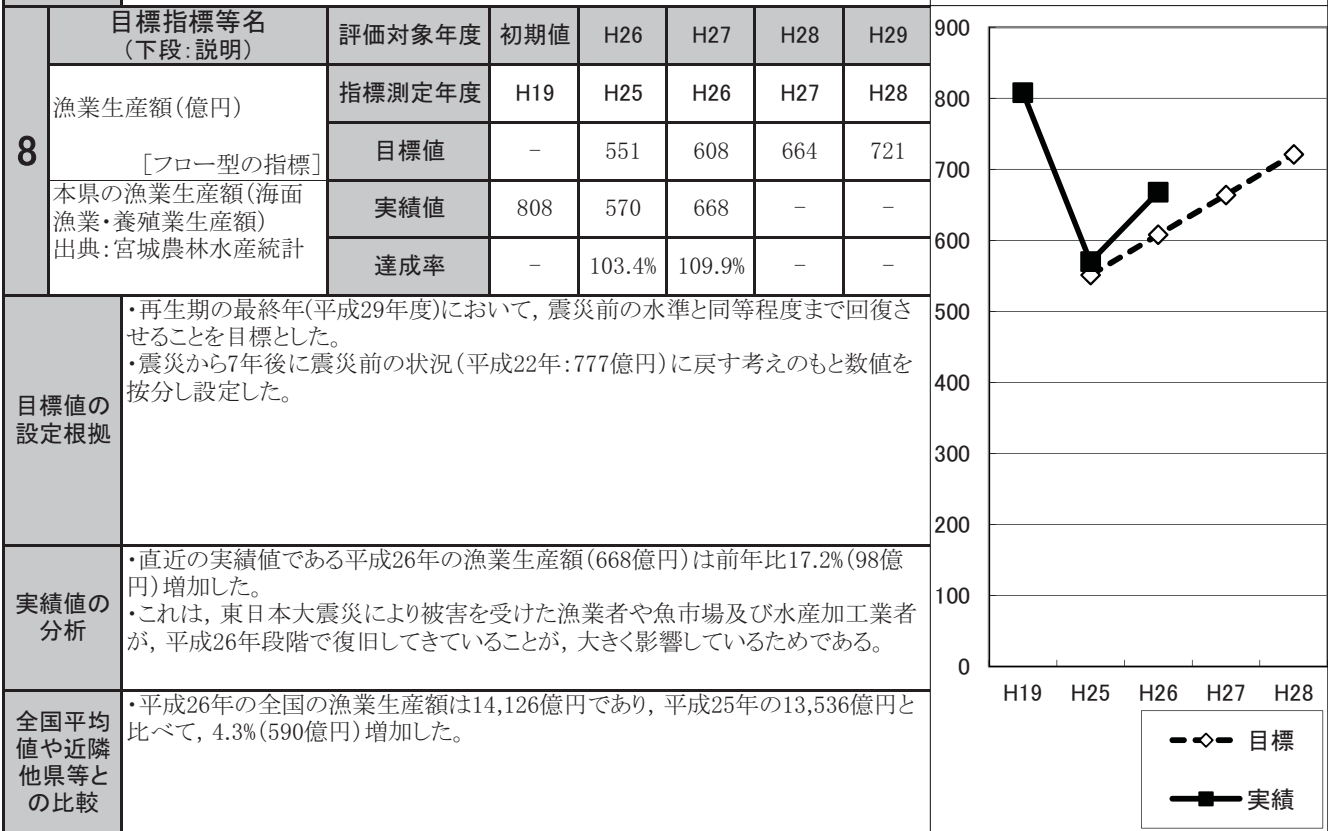 目標指標等名
(下段:説明)
評価対象年度 初期値 H26 H27 H28 H29
8
漁業生産額(億円)
[フロー型の指標]
本県の漁業生産額(海面
漁業・養殖業生産額)
出典:宮城農林水産統計
指標測定年度 H19 H25 H26 H27 H28
目標値 - 551 608 664 721
実績値 808 570 668 - -
達成率 - 103.4% 109.9% - -
目標値の
設定根拠
・再生期の最終年(平成29年度)において,震災前の水準と同等程度まで回復さ
せることを目標とした。
・震災から7年後に震災前の状況(平成22年:777億円)に戻す考えのもと数値を
按分し設定した。
実績値の
分析
・直近の実績値である平成26年の漁業生産額(668億円)は前年比17.2%(98億
円)増加した。
・これは,東日本大震災により被害を受けた漁業者や魚市場及び水産加工業者
が,平成26年段階で復旧してきていることが,大きく影響しているためである。
全国平均
値や近隣
他県等と
の比較
・平成26年の全国の漁業生産額は14,126億円であり,平成25年の13,536億円と
比べて,4.3%(590億円)増加した。
900
800
700
600
500
400
300
200
100
0
H19 H25 H26 H27 H28
目標
実績